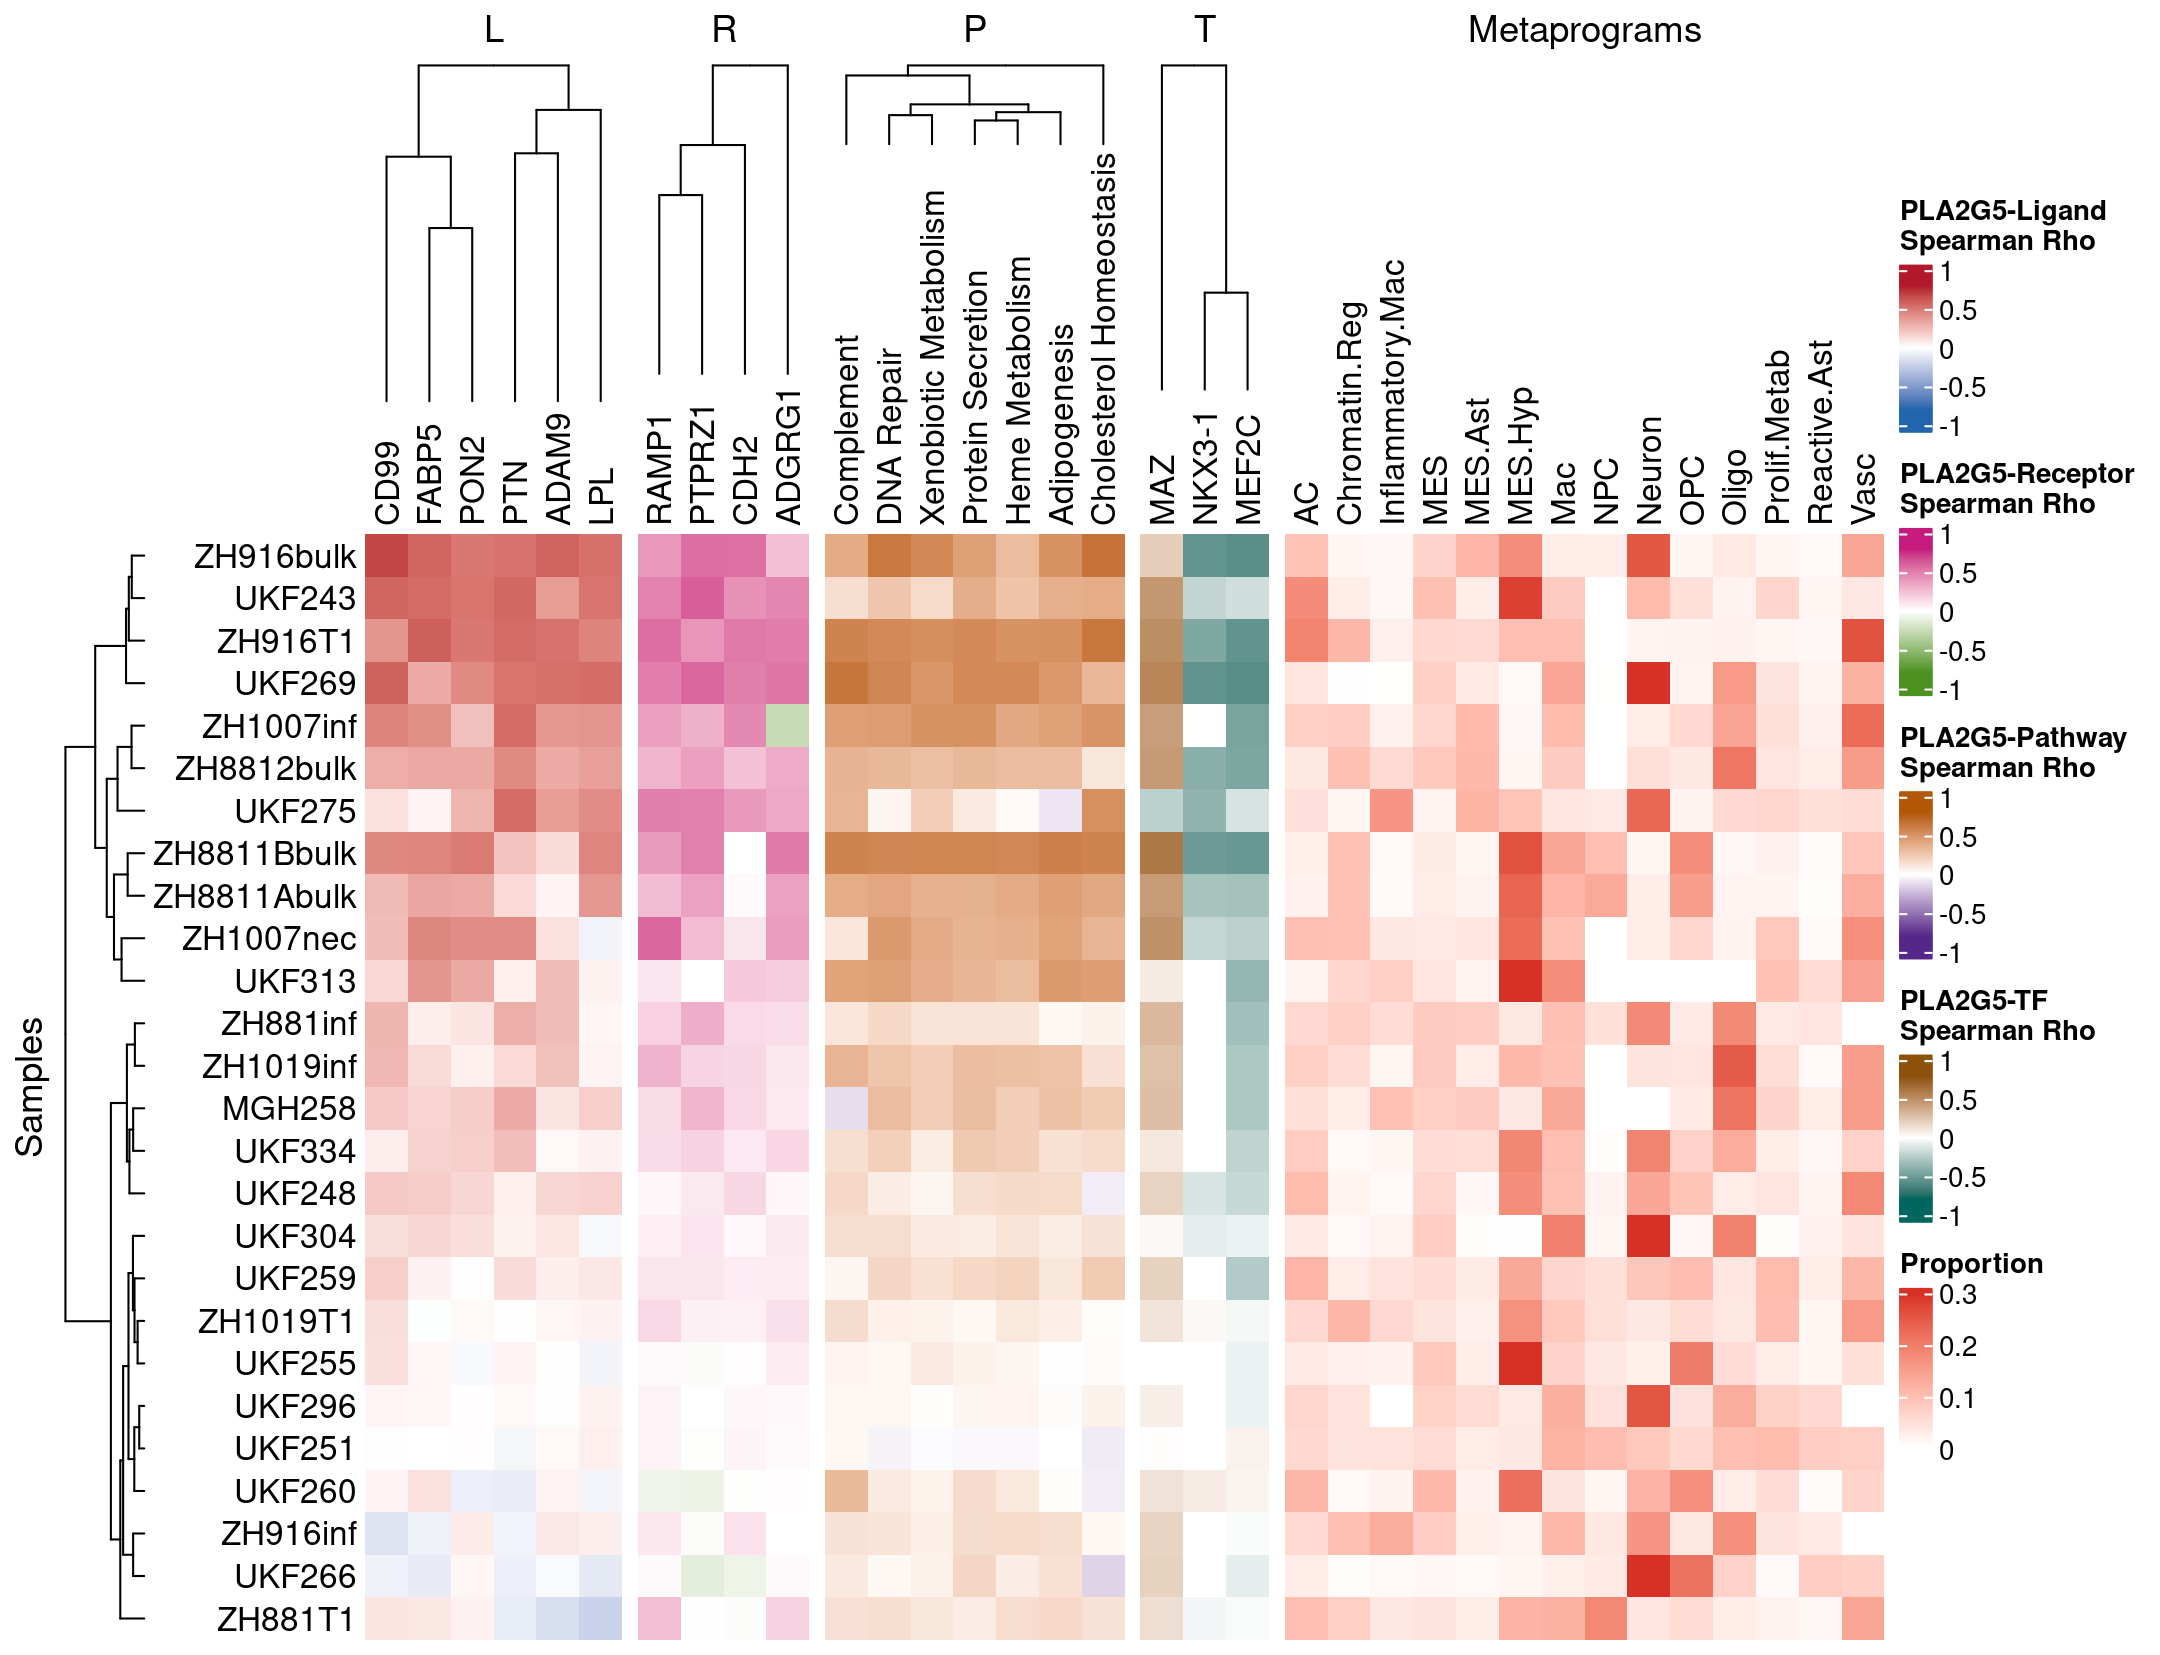 L R P T Metaprograms
CD99
FABP5
PON2
PTN
ADAM9
LPL
RAMP1
PTPRZ1
CDH2
ADGRG1
Complement
DNA Repair
Xenobiotic Metabolism
Protein Secretion
Heme Metabolism
Adipogenesis
Cholesterol Homeostasis
MAZ
NKX3-1
MEF2C
AC
Chromatin.Reg
Inflammatory.Mac
MES
MES.Ast
MES.Hyp
Mac
NPC
Neuron
OPC
Oligo
Prolif.Metab
Reactive.Ast
Vasc
Samples
ZH916bulk
UKF243
ZH916T1
UKF269
ZH1007inf
ZH8812bulk
UKF275
ZH8811Bbulk
ZH8811Abulk
ZH1007nec
UKF313
ZH881inf
ZH1019inf
MGH258
UKF334
UKF248
UKF304
UKF259
ZH1019T1
UKF255
UKF296
UKF251
UKF260
ZH916inf
UKF266
ZH881T1
PLA2G5-Ligand
Spearman Rho
1
0.5
0
-0.5
-1
PLA2G5-Receptor
Spearman Rho
1
0.5
0
-0.5
-1
PLA2G5-Pathway
Spearman Rho
1
0.5
0
-0.5
-1
PLA2G5-TF
Spearman Rho
1
0.5
0
-0.5
-1
Proportion
0.3
0.2
0.1
0